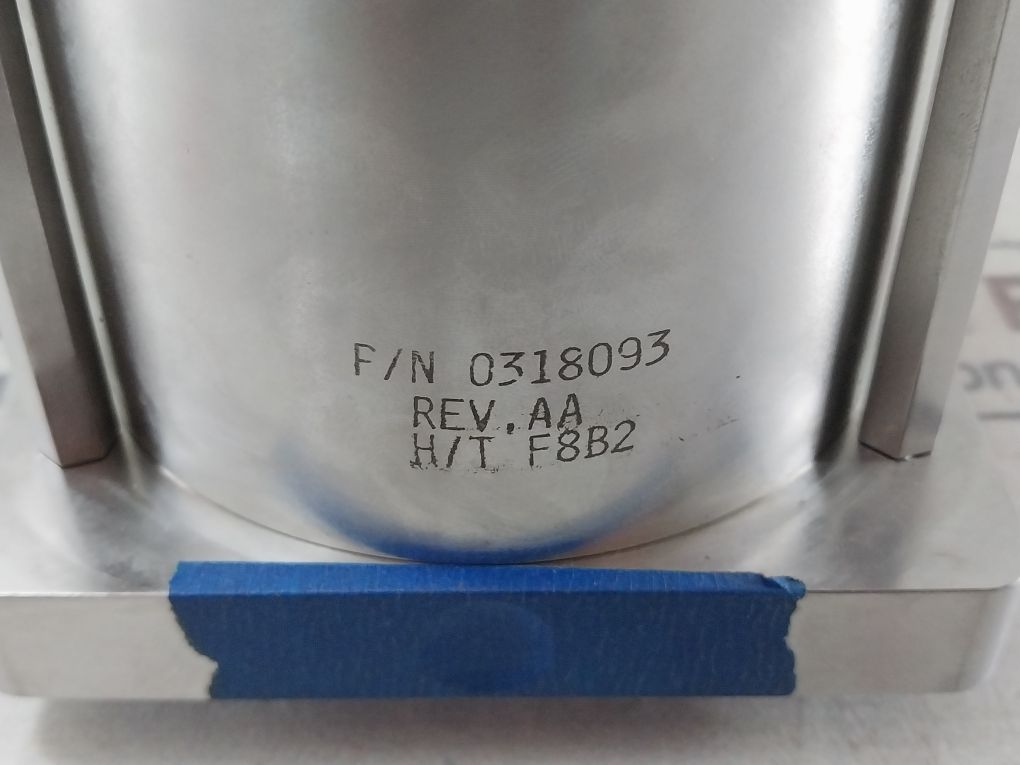 F/N 0318093
REV.AA
H/T F8B2